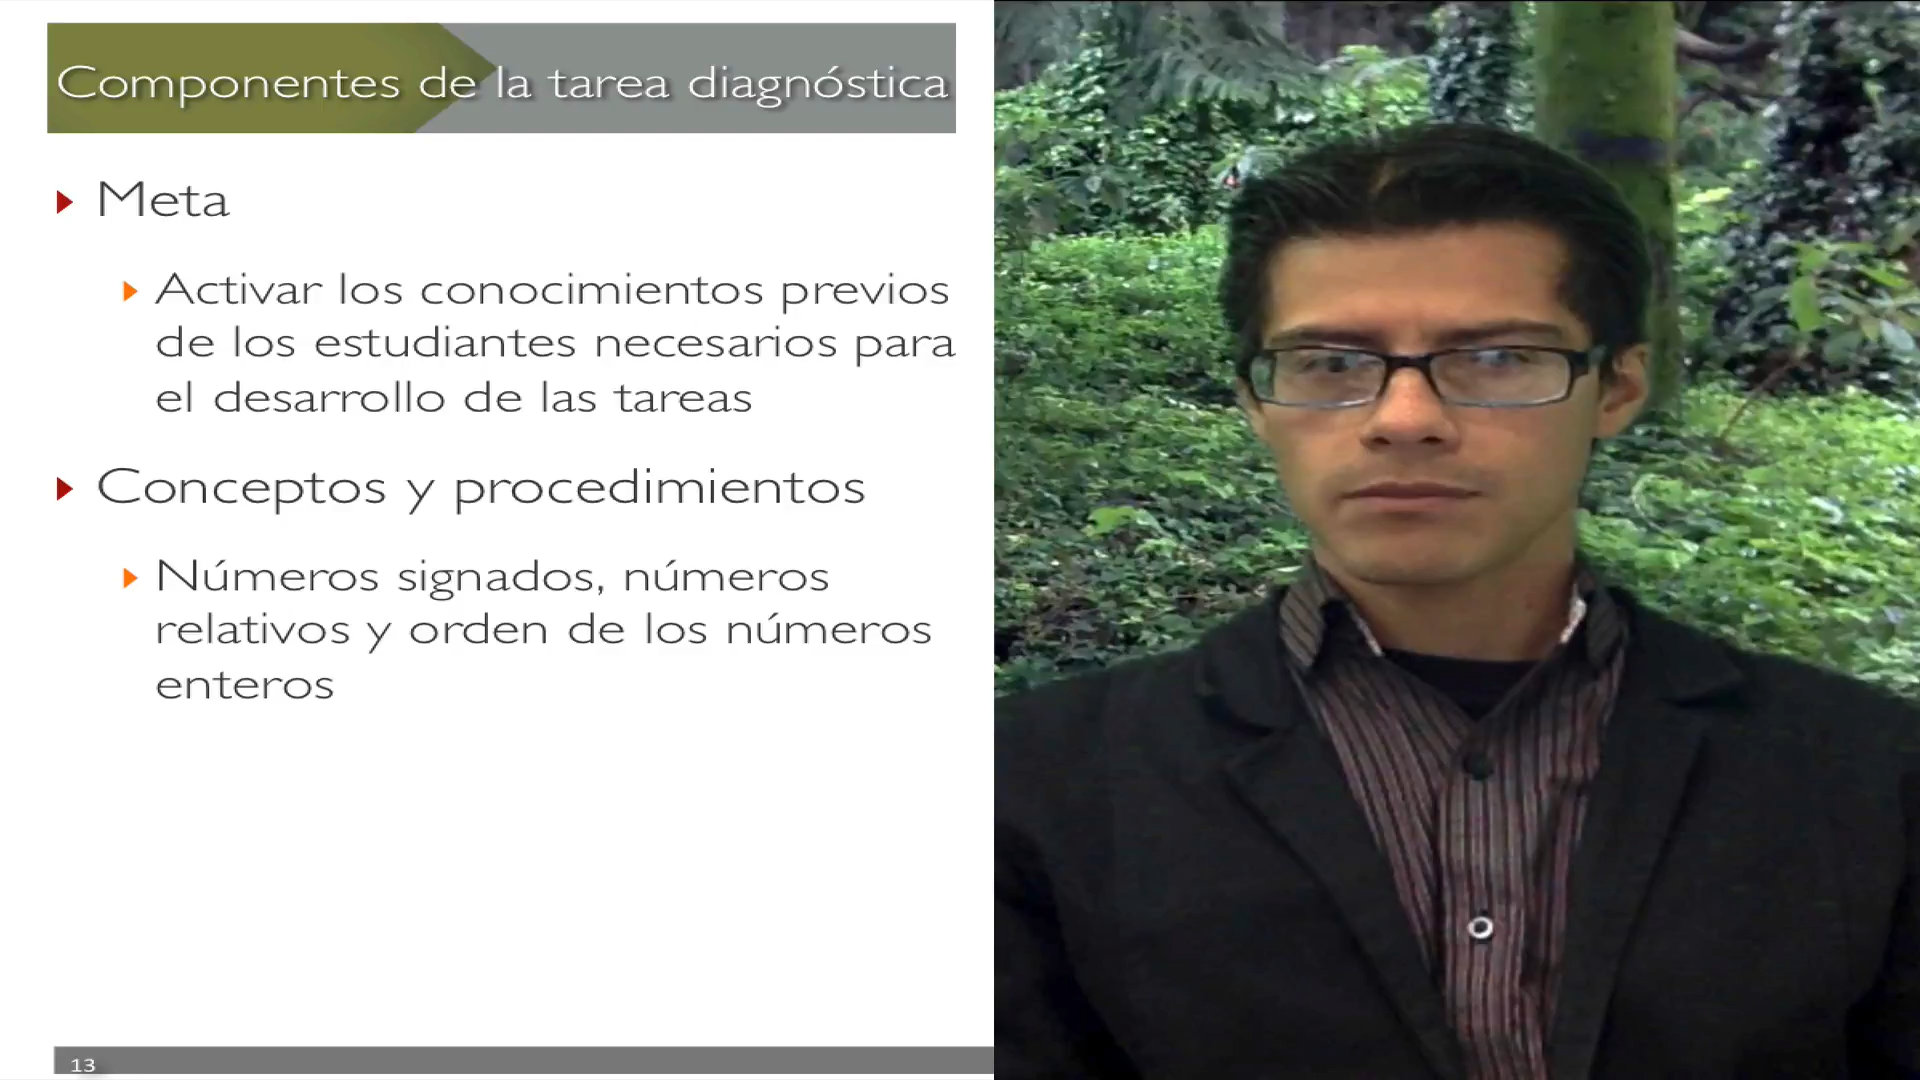 Componentes de la tarea diagnóstica
Meta
Activar los conocimientos previos
de los estudiantes necesarios para
el desarrollo de las tareas
Conceptos y procedimientos
Números signados, números
relativos y orden de los números
enteros
13